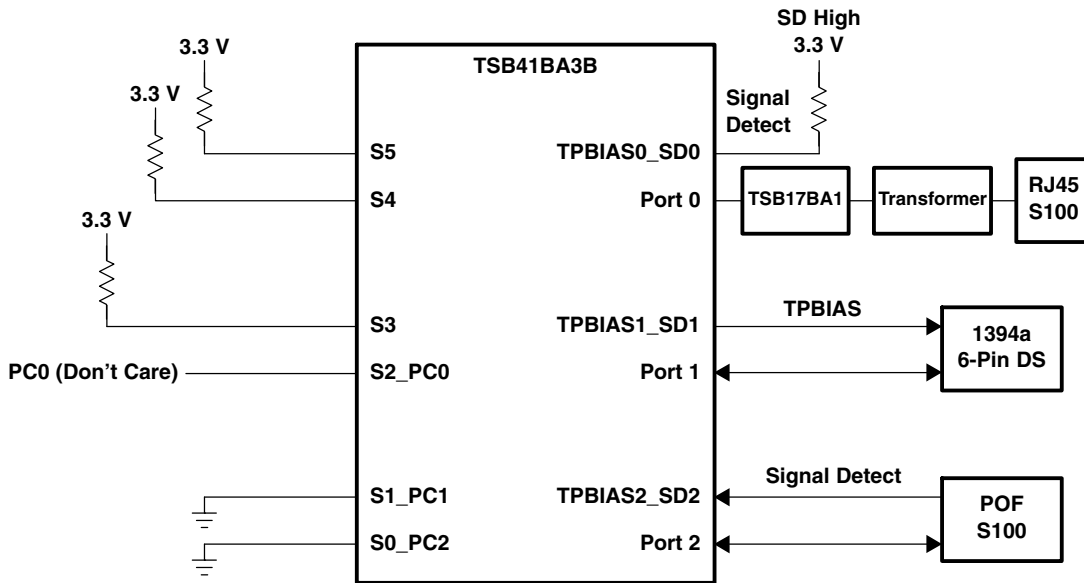 SD High
3.3 V
3.3 V
TSB41BA3B
3.3 V
Signal
Detect
S5
TPBIAS0_SD0
S4
Port 0
TSB17BA1
Transformer
RJ45
S100
3.3 V
S3
TPBIAS1_SD1
TPBIAS
1394a
6-Pin DS
PC0 (Don't Care)
S2_PC0
Port 1
S1_PC1
TPBIAS2_SD2
Signal Detect
POF
S100
S0_PC2
Port 2